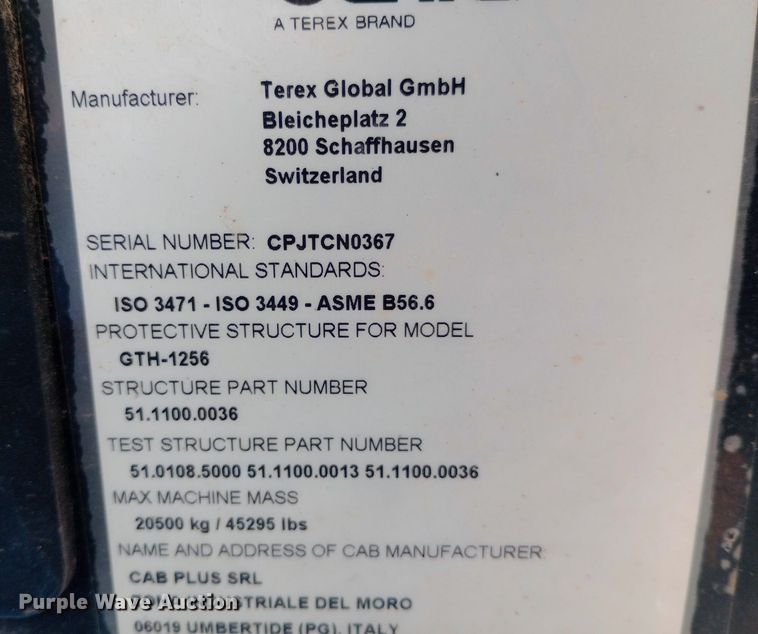 A TEREX BRAND
Manufacturer: Terex Global GmbH
Bleicheplatz 2
8200 Schaffhausen
Switzerland
SERIAL NUMBER: CPJTCN0367
INTERNATIONAL STANDARDS:
ISO 3471 - ISO 3449 - ASME B56.6
PROTECTIVE STRUCTURE FOR MODEL
GTH-1256
STRUCTURE PART NUMBER
51.1100.0036
TEST STRUCTURE PART NUMBER
51.0108.5000 51.1100.0013 51.1100.0036
MAX MACHINE MASS
20500 kg / 45295 lbs
NAME AND ADDRESS OF CAB MANUFACTURER:
CAB PLUS SRL
DEL MORO
06019 UMBERTIDE (PG), ITALY
Purple Wave Auction